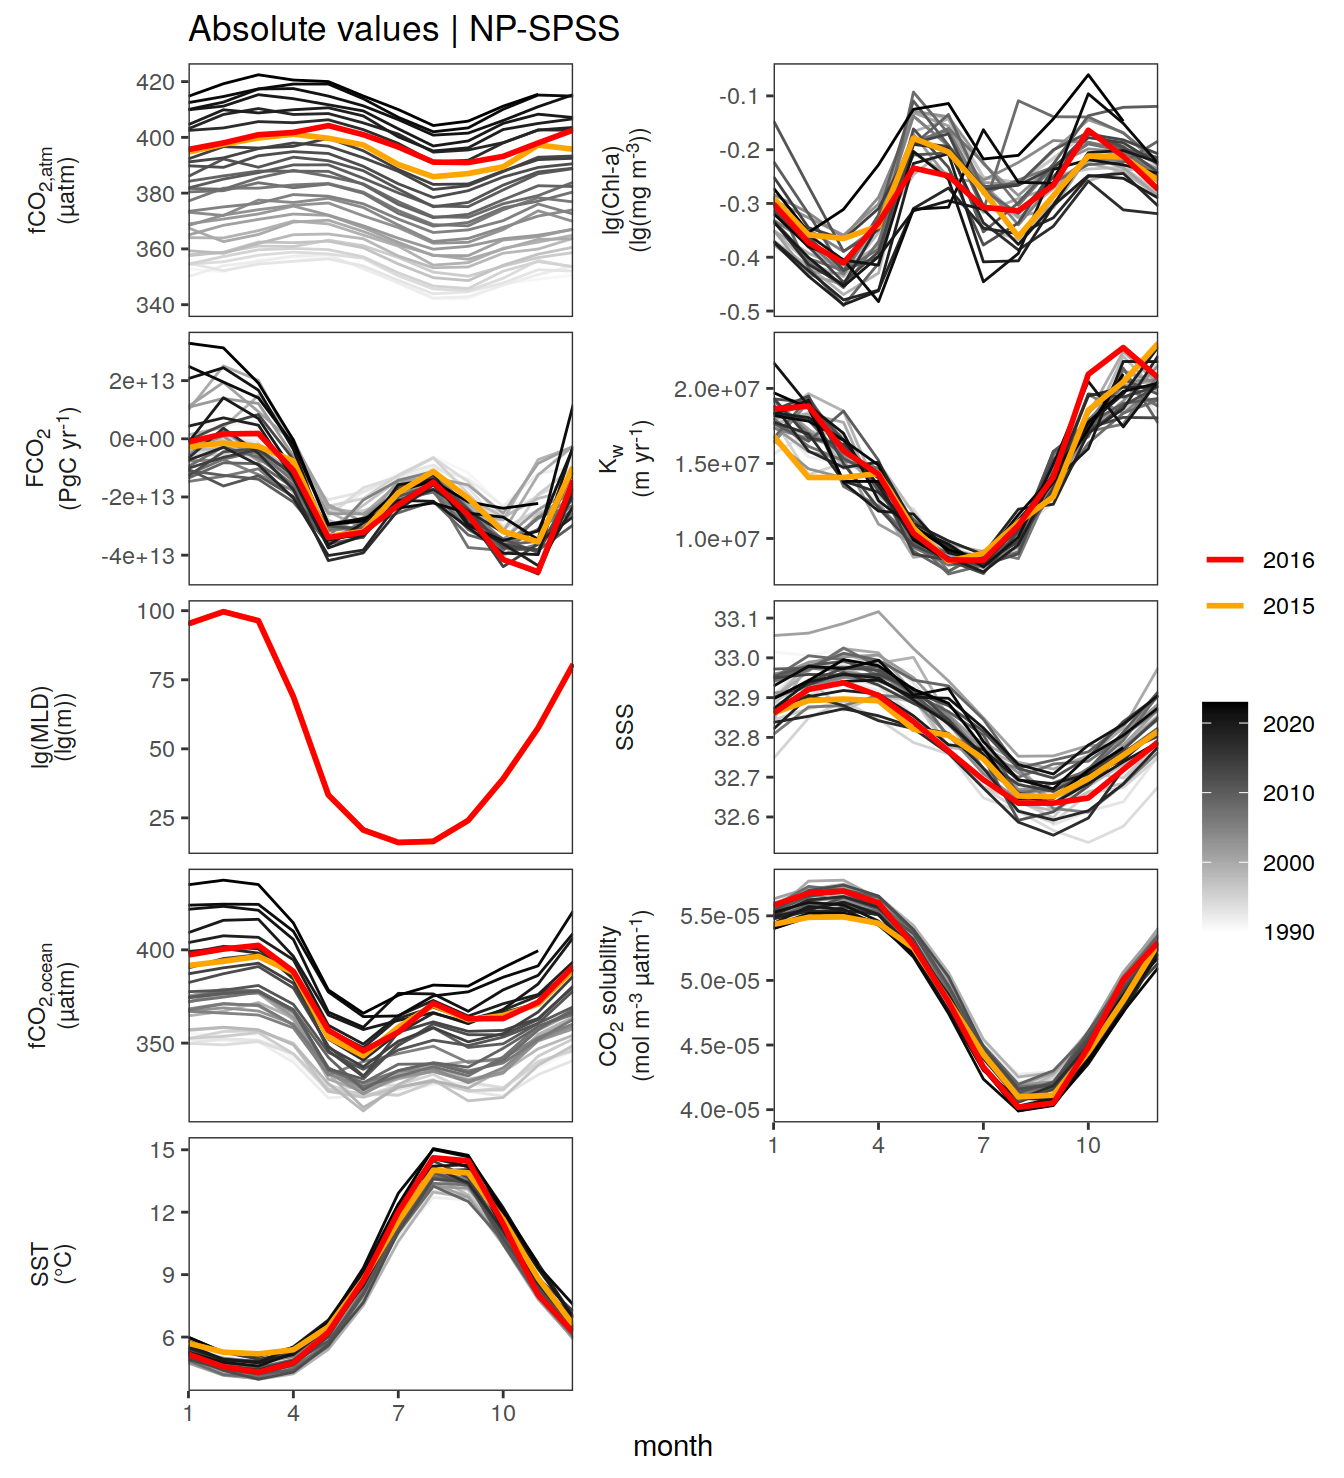 Absolute values | NP-SPSS
fCO2,atm
(µatm)
420
400
380
360
340
lg(Chl-a)
(lg(mg m-3))
-0.1
-0.2
-0.3
-0.4
-0.5
FCO2
(PgC yr-1)
2e+13
0e+00
-2e+13
-4e+13
Kw
(m yr-1)
2.0e+07
1.5e+07
1.0e+07
lg(MLD)
(lg(m))
100
75
50
25
SSS
33.1
33.0
32.9
32.8
32.7
32.6
fCO2,ocean
(µatm)
400
350
CO2 solubility
(mol m-3 µatm-1)
5.5e-05
5.0e-05
4.5e-05
4.0e-05
1 4 7 10
SST
(°C)
15
12
9
6
1 4 7 10
month
2016
2015
2020
2010
2000
1990